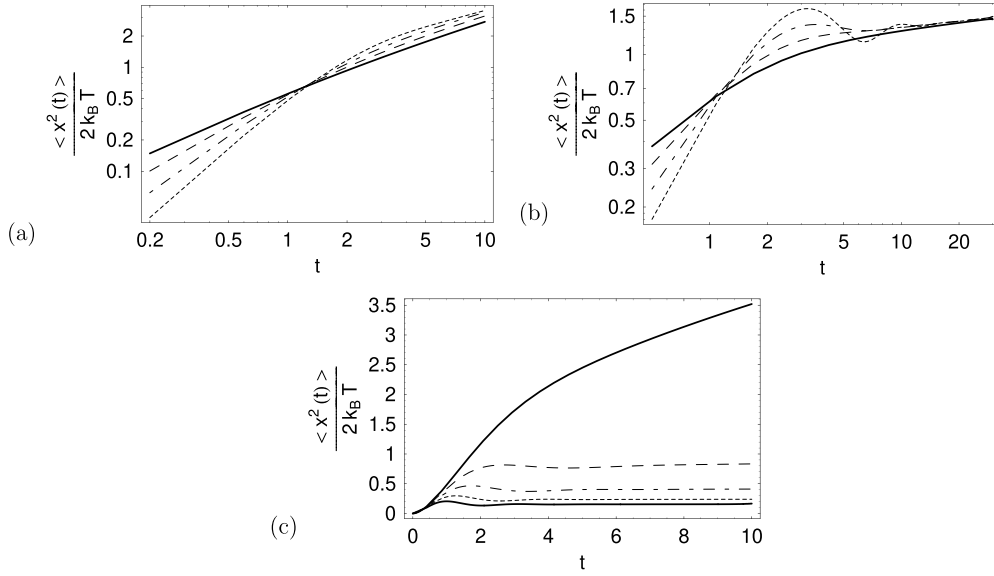 2
1
0.5
0.2
0.1
< x² (t) >
2 k_B T
0.2 0.5 1 2 5 10
t
(a)
1.5
1
0.7
0.5
0.3
0.2
< x² (t) >
2 k_B T
1 2 5 10 20
t
(b)
3.5
3
2.5
2
1.5
1
0.5
0
< x² (t) >
2 k_B T
0 2 4 6 8 10
t
(c)